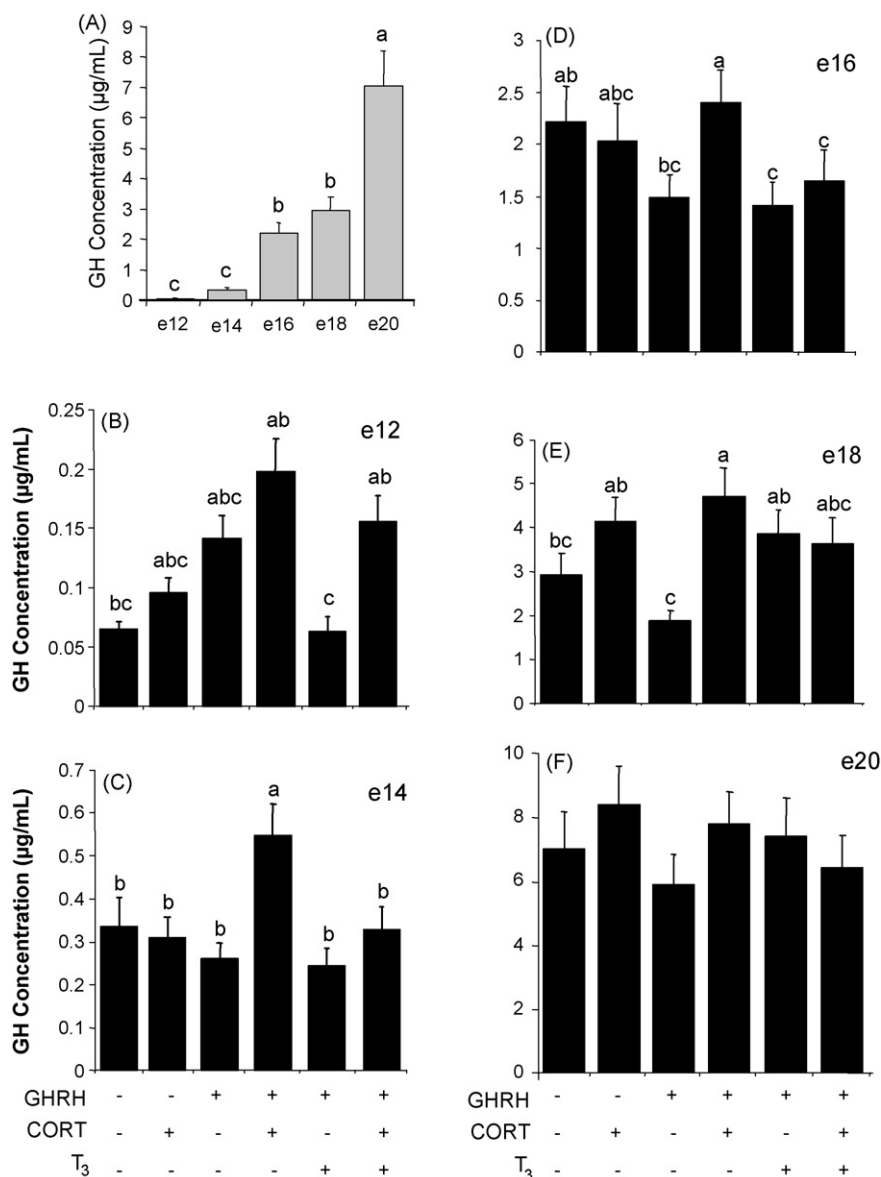 (A)
GH Concentration (µg/mL)
9
8
7
6
5
4
3
2
1
0
c c b b a
e12 e14 e16 e18 e20
(B)
e12
GH Concentration (µg/mL)
0.25
0.2
0.15
0.1
0.05
0
bc abc abc ab c ab
(C)
e14
GH Concentration (µg/mL)
0.7
0.6
0.5
0.4
0.3
0.2
0.1
0
b b b a b b
GHRH - - + + + +
CORT - + - + - +
T3 - - - - + +
(D)
e16
3
2.5
2
1.5
1
0.5
0
ab abc bc a c c
(E)
e18
6
5
4
3
2
1
0
bc ab c a ab abc
(F)
e20
10
8
6
4
2
0
GHRH - - + + + +
CORT - + - + - +
T3 - - - - + +